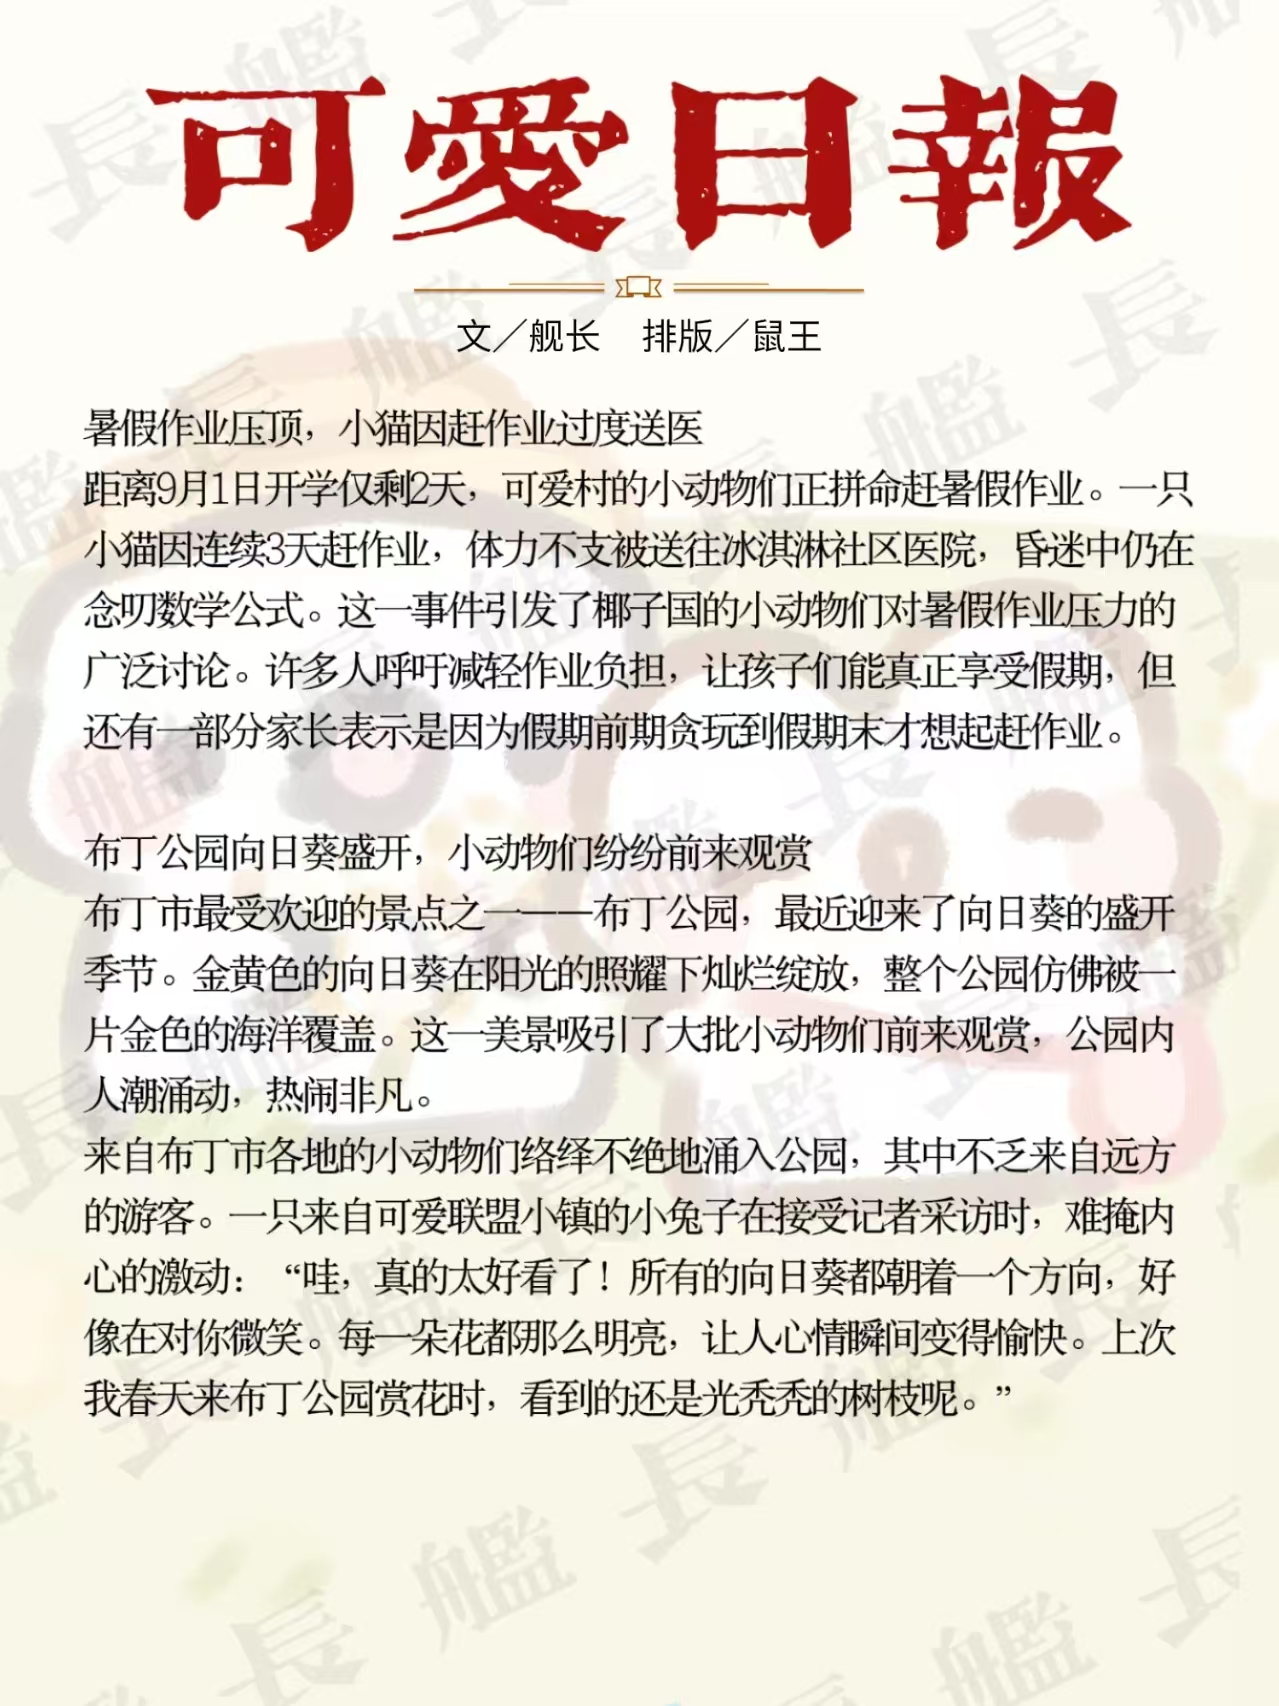 可愛日報
文／舰长 排版／鼠王
暑假作业压顶，小猫因赶作业过度送医
距离9月1日开学仅剩2天，可爱村的小动物们正拼命赶暑假作业。一只
小猫因连续3天赶作业，体力不支被送往冰淇淋社区医院，昏迷中仍在
念叨数学公式。这一事件引发了椰子国的小动物们对暑假作业压力的
广泛讨论。许多人呼吁减轻作业负担，让孩子们能真正享受假期，但
还有一部分家长表示是因为假期前期贪玩到假期末才想起赶作业。
布丁公园向日葵盛开，小动物们纷纷前来观赏
布丁市最受欢迎的景点之一——布丁公园，最近迎来了向日葵的盛开
季节。金黄色的向日葵在阳光的照耀下灿烂绽放，整个公园仿佛被一
片金色的海洋覆盖。这一美景吸引了大批小动物们前来观赏，公园内
人潮涌动，热闹非凡。
来自布丁市各地的小动物们络绎不绝地涌入公园，其中不乏来自远方
的游客。一只来自可爱联盟小镇的小兔子在接受记者采访时，难掩内
心的激动：“哇，真的太好看了！所有的向日葵都朝着一个方向，好
像在对你微笑。每一朵花都那么明亮，让人心情瞬间变得愉快。上次
我春天来布丁公园赏花时，看到的还是光秃秃的树枝呢。”
艦長